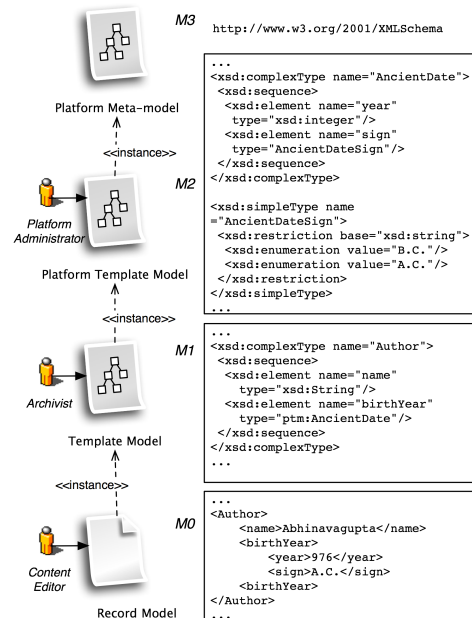 M3
http://www.w3.org/2001/XMLSchema
Platform Meta-model
<<instance>>
M2
Platform
Administrator
Platform Template Model
...
<xsd:complexType name="AncientDate">
<xsd:sequence>
<xsd:element name="year"
type="xsd:integer"/>
<xsd:element name="sign"
type="AncientDateSign"/>
</xsd:sequence>
</xsd:complexType>
<xsd:simpleType name
="AncientDateSign">
<xsd:restriction base="xsd:string">
<xsd:enumeration value="B.C."/>
<xsd:enumeration value="A.C."/>
</xsd:restriction>
</xsd:simpleType>
...
<<instance>>
M1
Archivist
Template Model
...
<xsd:complexType name="Author">
<xsd:sequence>
<xsd:element name="name"
type="xsd:String"/>
<xsd:element name="birthYear"
type="ptm:AncientDate"/>
</xsd:sequence>
</xsd:complexType>
...
<<instance>>
M0
Content
Editor
Record Model
...
<Author>
<name>Abhinavagupta</name>
<birthYear>
<year>976</year>
<sign>A.C.</sign>
<birthYear>
</Author>
...